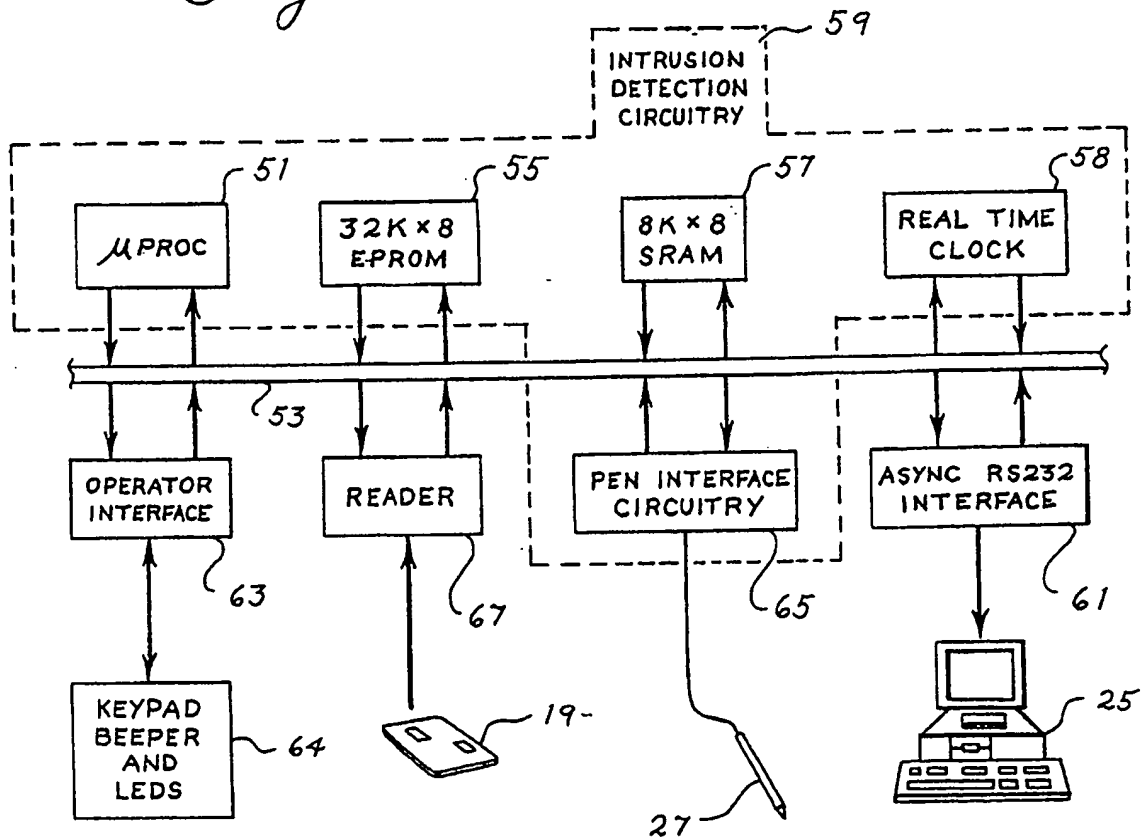 59
INTRUSION
DETECTION
CIRCUITRY
51
55
57
58
μPROC
32K × 8
E-PROM
8K × 8
SRAM
REAL TIME
CLOCK
53
OPERATOR
INTERFACE
READER
PEN INTERFACE
CIRCUITRY
ASYNC RS232
INTERFACE
63
67
65
61
KEYPAD
BEEPER
AND
LEDS
64
19-
27
25